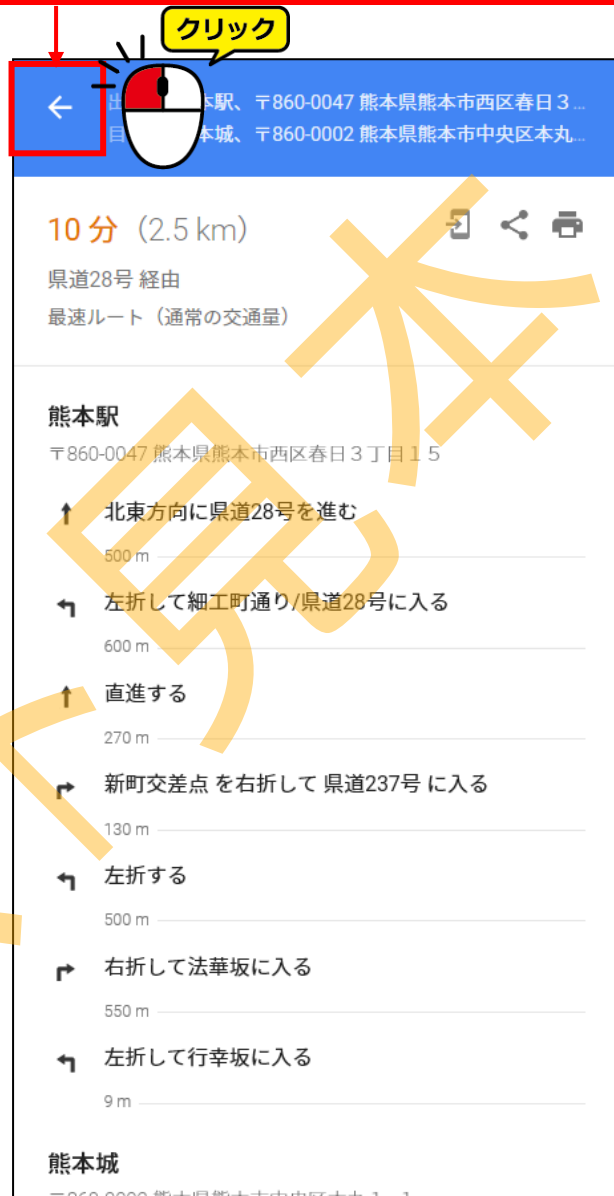 クリック
本駅、〒860-0047 熊本県熊本市西区春日３...
本城、〒860-0002 熊本県熊本市中央区本丸...
10 分（2.5 km）
県道28号 経由
最速ルート（通常の交通量）
熊本駅
〒860-0047 熊本県熊本市西区春日３丁目１５
北東方向に県道28号を進む
500 m
左折して細工町通り/県道28号に入る
600 m
直進する
270 m
新町交差点 を右折して 県道237号 に入る
130 m
左折する
500 m
右折して法華坂に入る
550 m
左折して行幸坂に入る
9 m
熊本城
見本